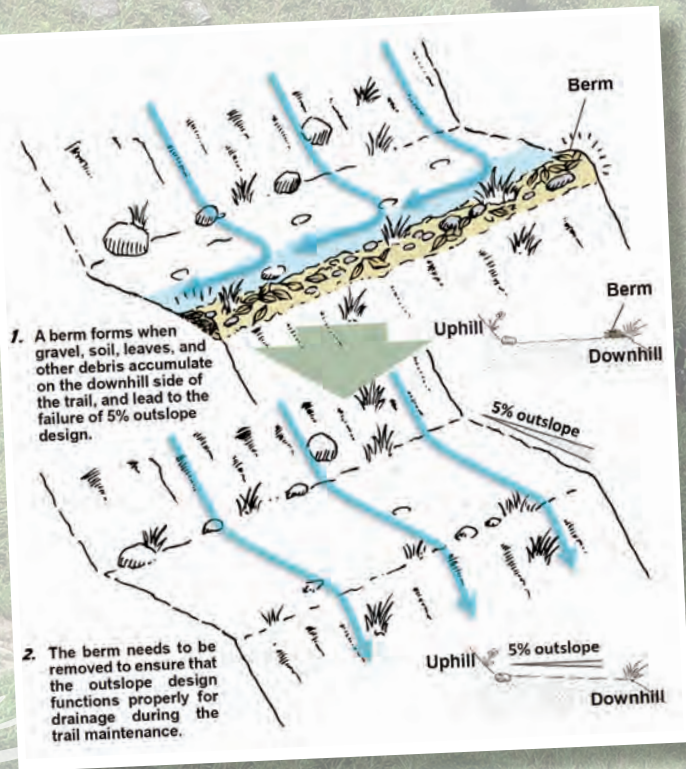 Berm
Berm
Uphill
Downhill
1. A berm forms when
gravel, soil, leaves, and
other debris accumulate
on the downhill side of
the trail, and lead to the
failure of 5% outslope
design.
5% outslope
2. The berm needs to be
removed to ensure that
the outslope design
functions properly for
drainage during the
trail maintenance.
5% outslope
Uphill
Downhill